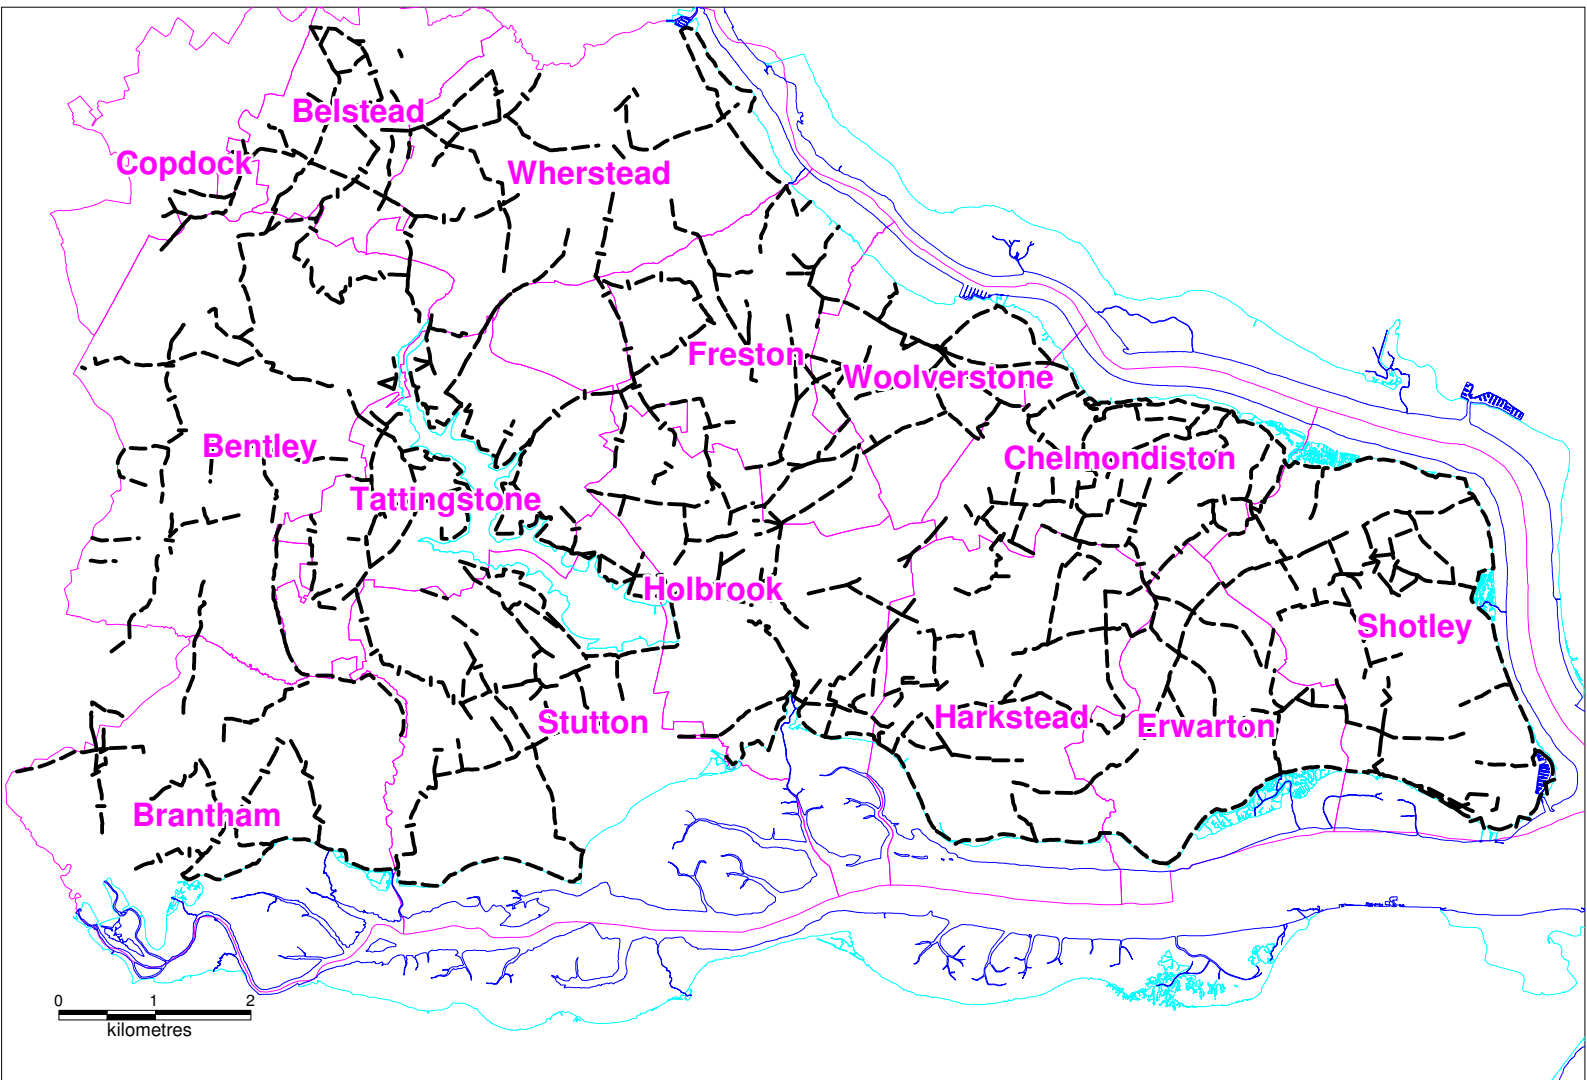 Belstead
Copdock
Wherstead
Freston
Woolverstone
Bentley
Chelmondiston
Tattingstone
Holbrook
Shotley
Stutton
Harkstead
Erwarton
Brantham
0 1 2
kilometres